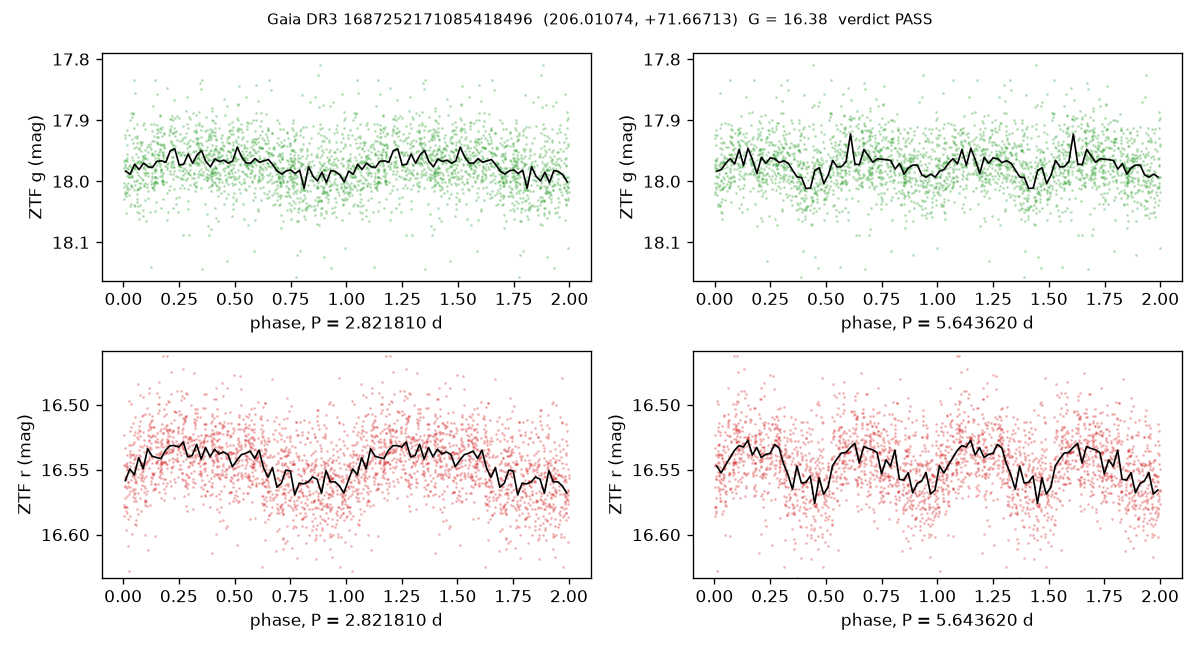 Gaia DR3 1687252171085418496 (206.01074, +71.66713) G = 16.38 verdict PASS
17.8
17.9
18.0
18.1
ZTF g (mag)
0.00 0.25 0.50 0.75 1.00 1.25 1.50 1.75 2.00
phase, P = 2.821810 d
17.8
17.9
18.0
18.1
ZTF g (mag)
0.00 0.25 0.50 0.75 1.00 1.25 1.50 1.75 2.00
phase, P = 5.643620 d
16.50
16.55
16.60
ZTF r (mag)
0.00 0.25 0.50 0.75 1.00 1.25 1.50 1.75 2.00
phase, P = 2.821810 d
16.50
16.55
16.60
ZTF r (mag)
0.00 0.25 0.50 0.75 1.00 1.25 1.50 1.75 2.00
phase, P = 5.643620 d